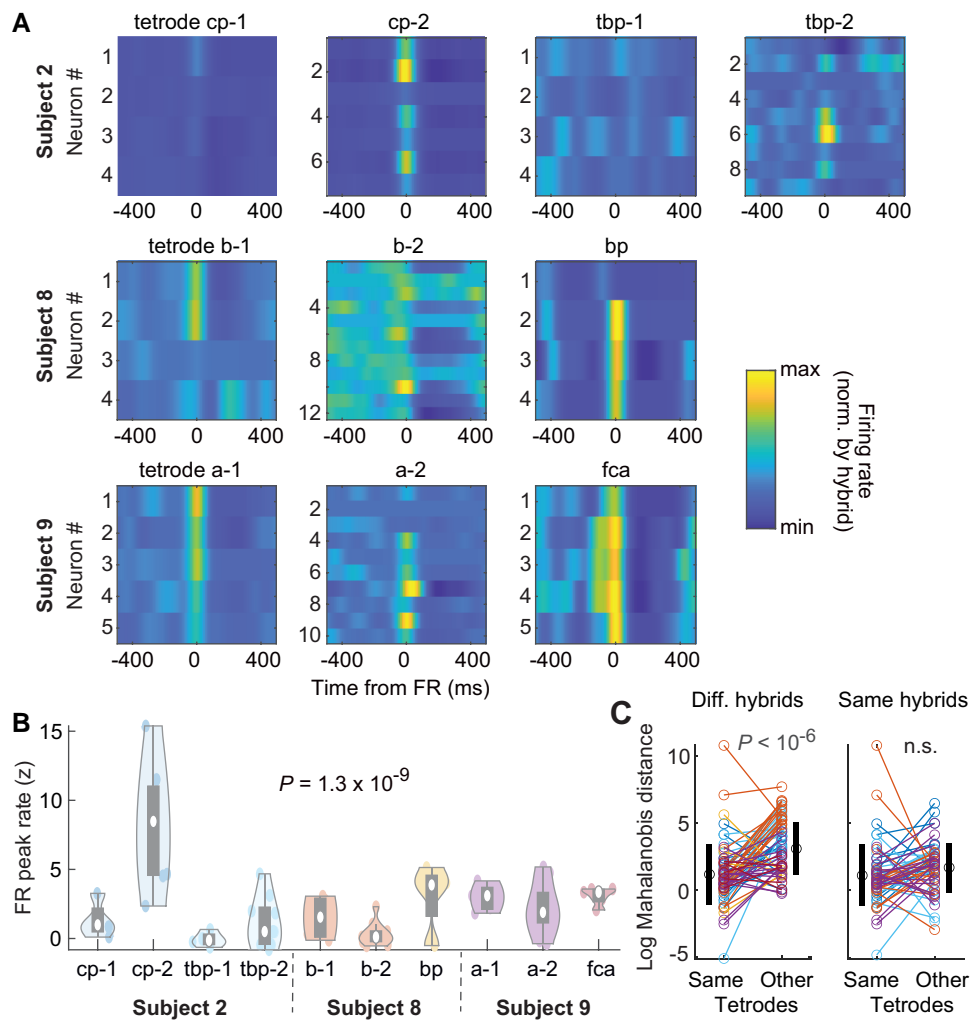 A
tetrode cp-1
cp-2
tbp-1
tbp-2
Subject 2
Neuron #
1
2
3
4
2
4
6
1
2
3
4
2
4
6
8
-400 0 400
-400 0 400
-400 0 400
-400 0 400
tetrode b-1
b-2
bp
Subject 8
Neuron #
1
2
3
4
4
6
8
10
12
1
2
3
4
-400 0 400
-400 0 400
-400 0 400
tetrode a-1
a-2
fca
Subject 9
Neuron #
1
2
3
4
5
2
4
6
8
10
1
2
3
4
5
-400 0 400
-400 0 400
-400 0 400
Time from FR (ms)
max
min
Firing rate
(norm. by hybrid)
B
FR peak rate (z)
15
10
5
0
P = 1.3 x 10-9
cp-1 cp-2 tbp-1 tbp-2 b-1 b-2 bp a-1 a-2 fca
Subject 2 Subject 8 Subject 9
C
Diff. hybrids
Same hybrids
Log Mahalanobis distance
10
5
0
-5
P < 10-6
n.s.
Same Other
Tetrodes
Same Other
Tetrodes